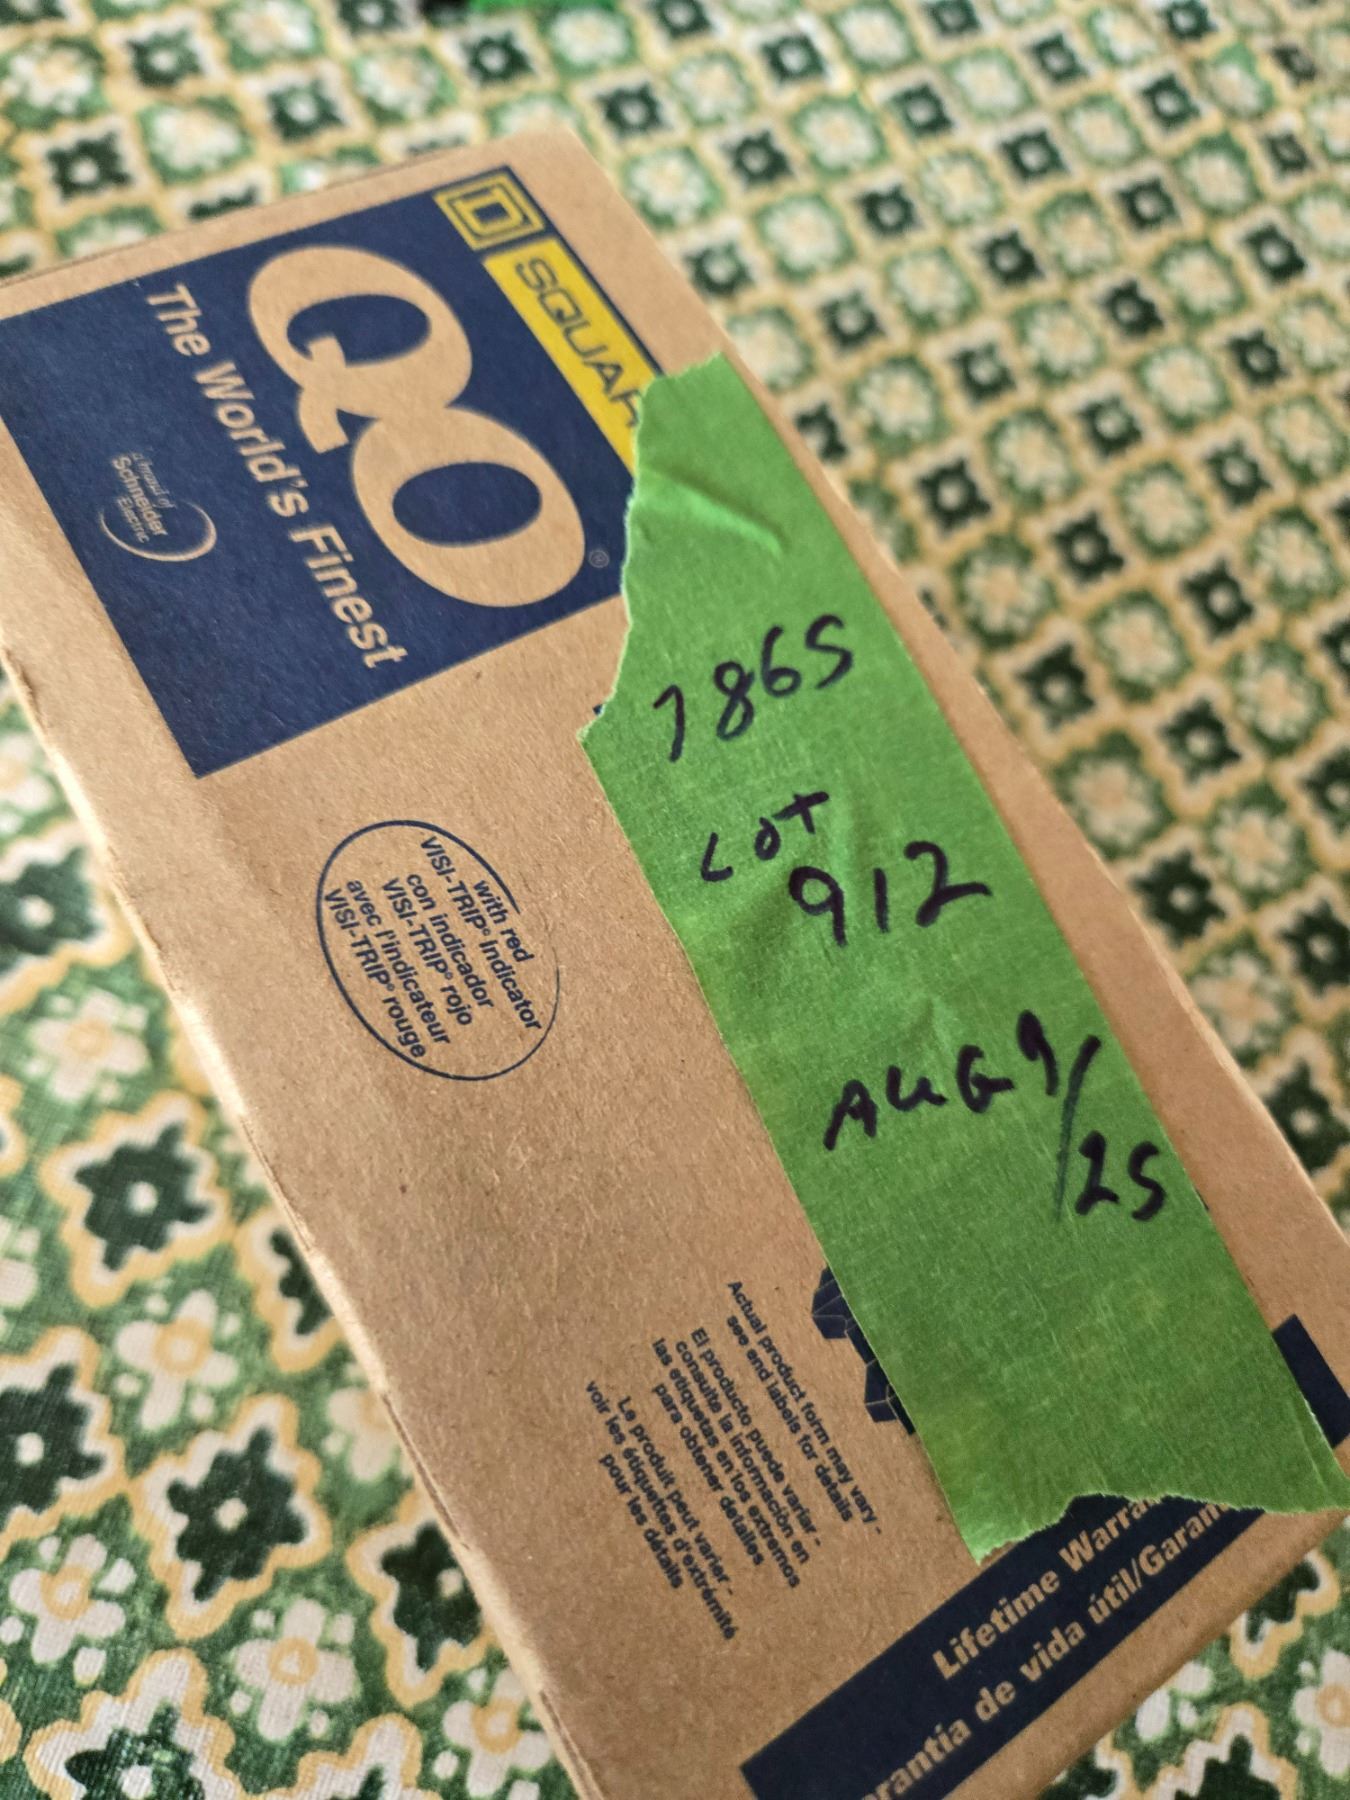 SQUAR
QO®
The World's Finest
a brand of
Schneider
Electric
7865
LOT
912
AUG 9/25
with red
VISI-TRIP® Indicator
con indicador
VISI-TRIP® rojo
avec l'indicateur
VISI-TRIP® rouge
Actual product form may vary -
see end labels for details
El producto puede variar -
consulte la información en
las etiquetas en los extremos
para obtener detalles
Le produit peut varier -
voir les étiquettes d'extrémité
pour les détails
Lifetime Warra
arantía de vida útil/Garan